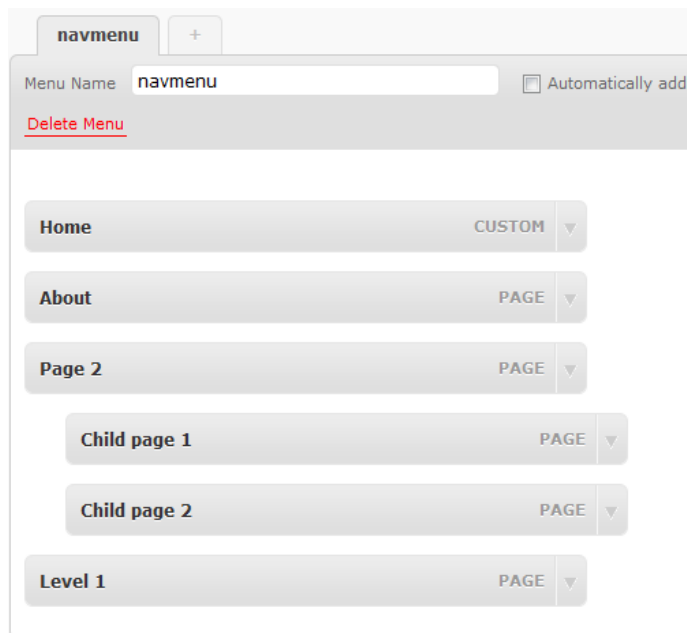 navmenu +
Menu Name navmenu Automatically add
Delete Menu
Home CUSTOM
About PAGE
Page 2 PAGE
Child page 1 PAGE
Child page 2 PAGE
Level 1 PAGE